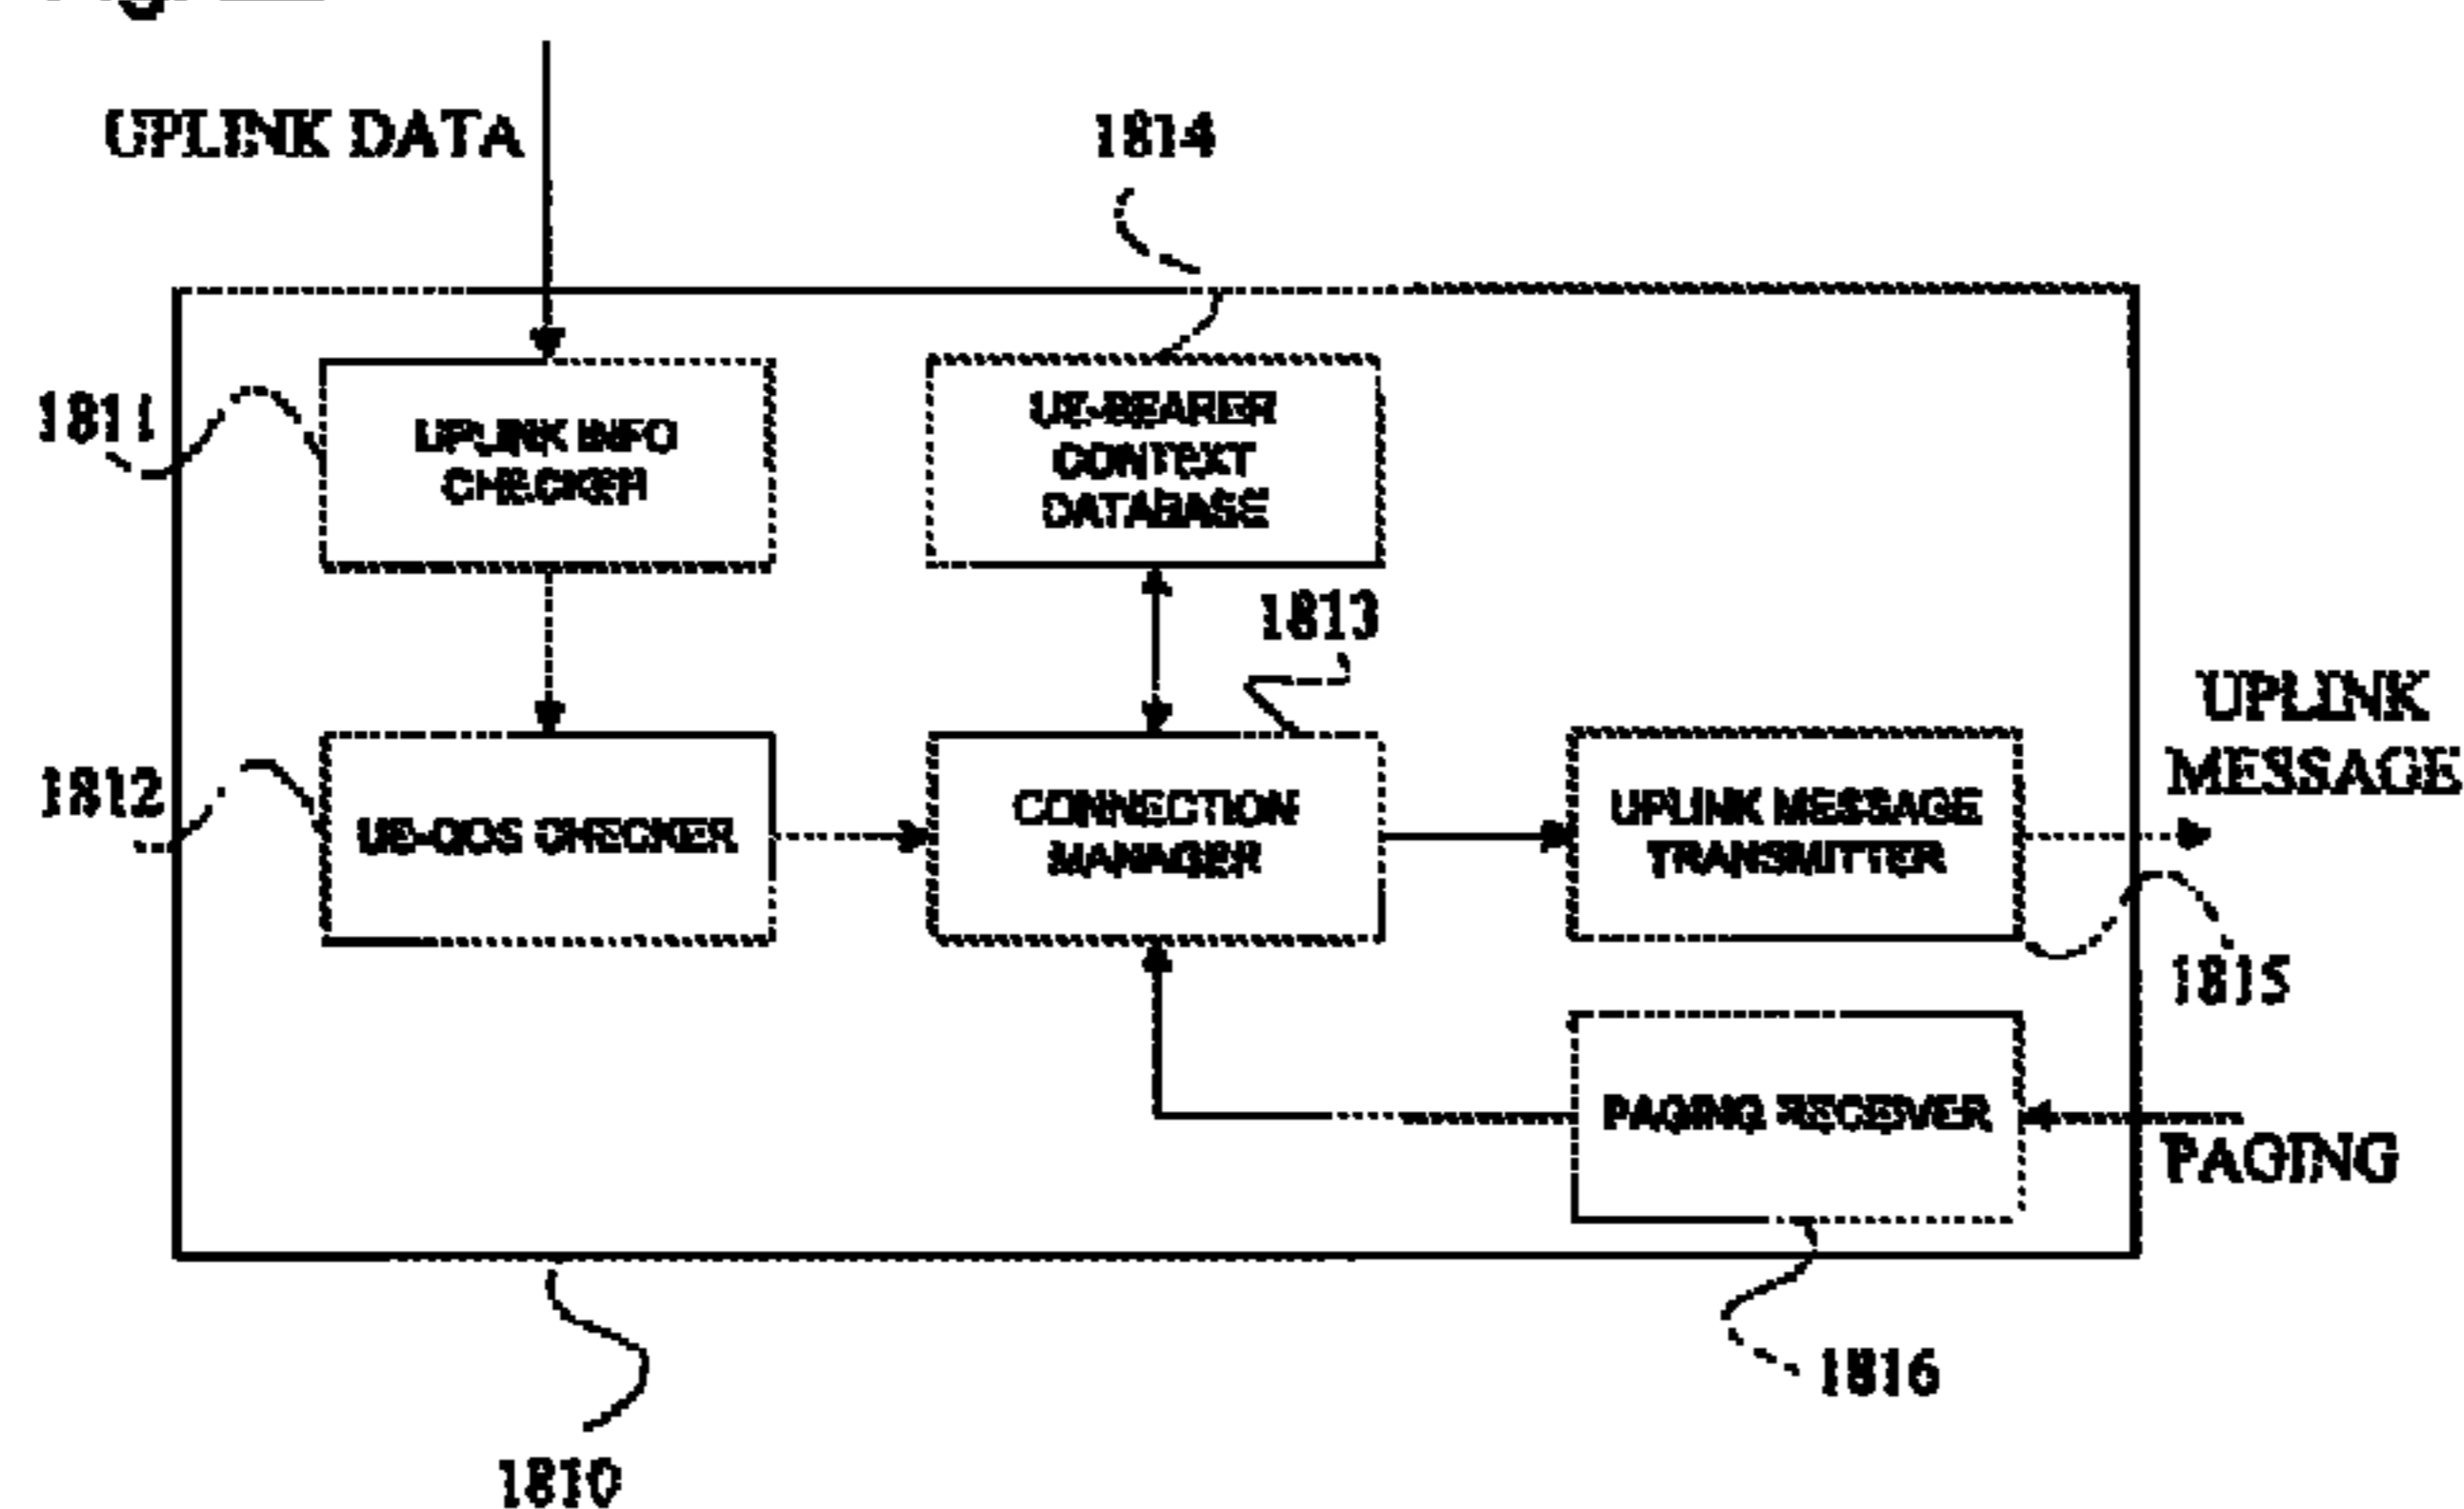 UPLINK DATA
1814
1811
UPLINK INFO
CHECKER
UE-BEARER
CONTEXT
DATABASE
1813
UPLINK
MESSAGE
1812
UE-QOS CHECKER
CONNECTION
MANAGER
UPLINK MESSAGE
TRANSMITTER
1815
PAGING RECEIVER
PAGING
1816
1810